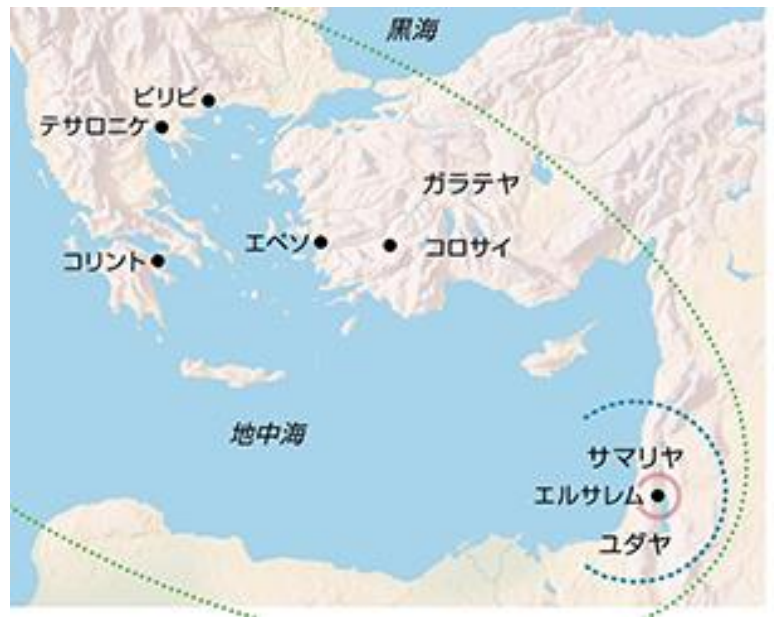 黒海
ピリピ
テサロニケ
ガラテヤ
エペソ
コロサイ
コリント
地中海
サマリヤ
エルサレム
ユダヤ